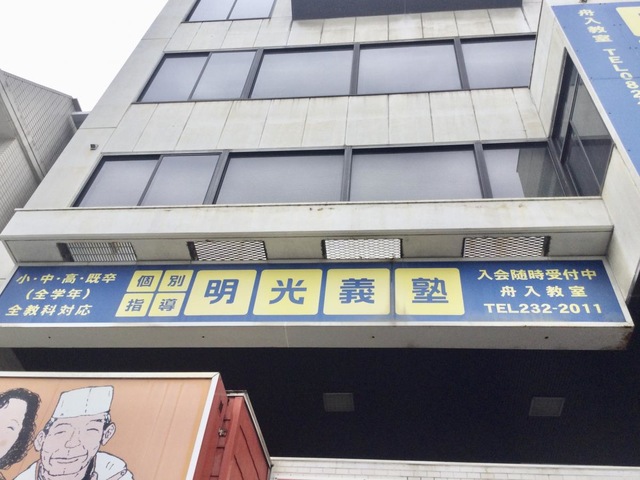 舟入教室 TEL082
小・中・高・既卒
(全学年)
全教科対応
個別
指導
明光義塾
入会随時受付中
舟入教室
TEL232-2011